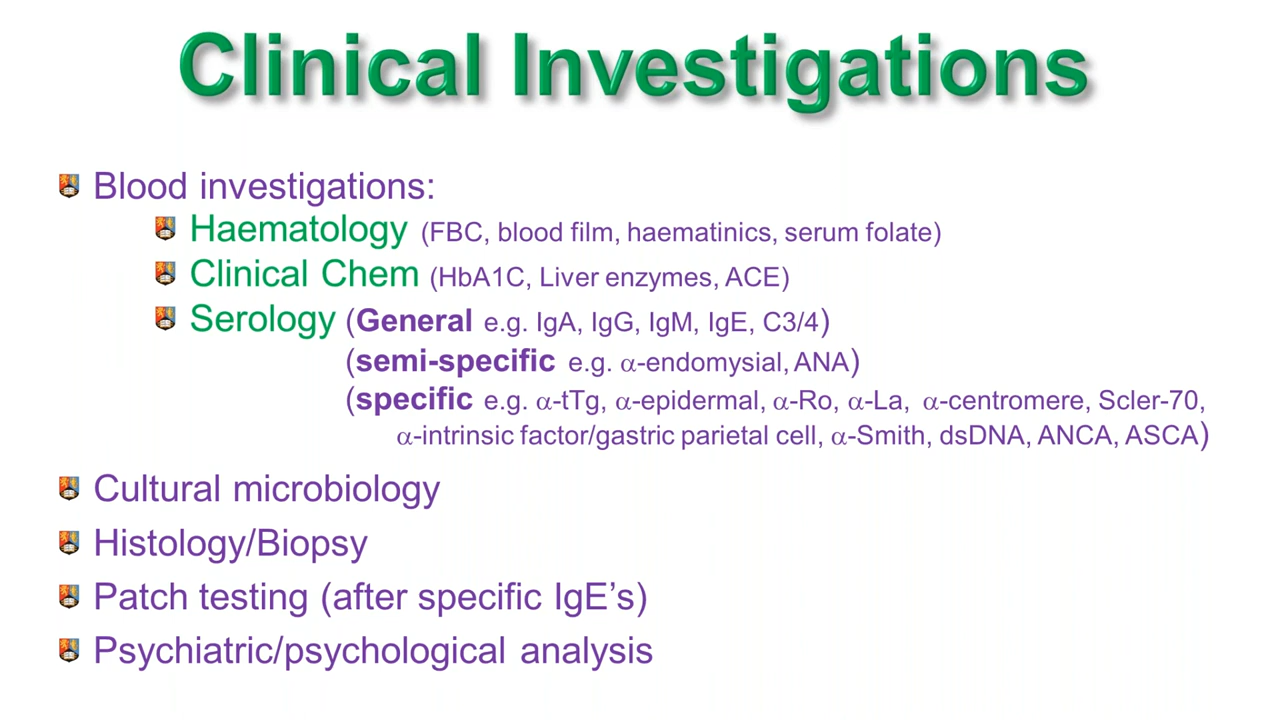 Clinical Investigations
Blood investigations:
Haematology (FBC, blood film, haematinics, serum folate)
Clinical Chem (HbA1C, Liver enzymes, ACE)
Serology (General e.g. IgA, IgG, IgM, IgE, C3/4)
(semi-specific e.g. α-endomysial, ANA)
(specific e.g. α-tTg, α-epidermal, α-Ro, α-La, α-centromere, Scler-70,
α-intrinsic factor/gastric parietal cell, α-Smith, dsDNA, ANCA, ASCA)
Cultural microbiology
Histology/Biopsy
Patch testing (after specific IgE’s)
Psychiatric/psychological analysis